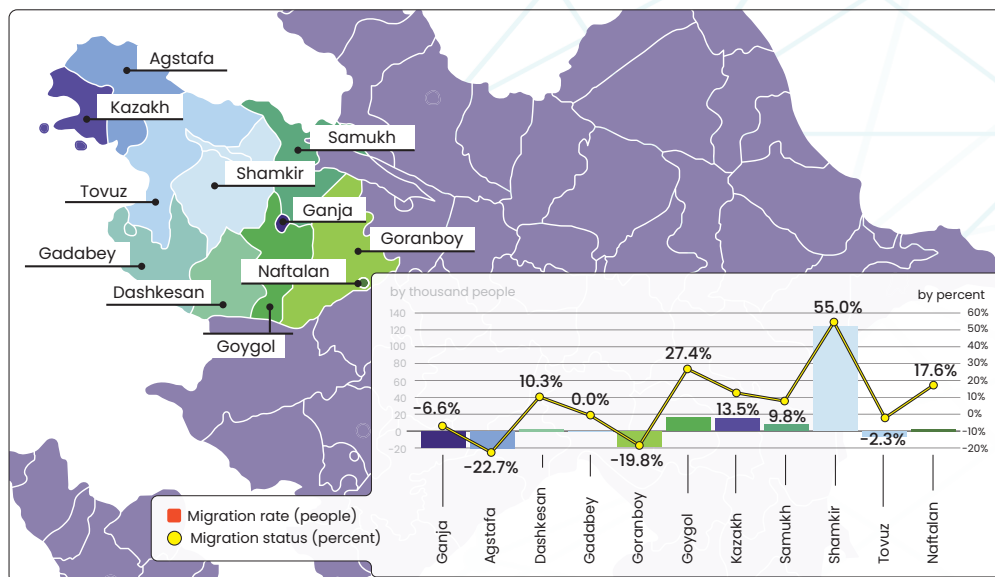 Agstafa
Kazakh
Samukh
Shamkir
Tovuz
Ganja
Goranboy
Gadabey
Naftalan
Dashkesan
Goygol
by thousand people
by percent
140
120
100
80
60
40
20
0
-20
60%
50%
40%
30%
20%
10%
0%
-10%
-20%
-6.6%
-22.7%
10.3%
0.0%
-19.8%
27.4%
13.5%
9.8%
55.0%
-2.3%
17.6%
Ganja
Agstafa
Dashkesan
Gadabey
Goranboy
Goygol
Kazakh
Samukh
Shamkir
Tovuz
Naftalan
Migration rate (people)
Migration status (percent)